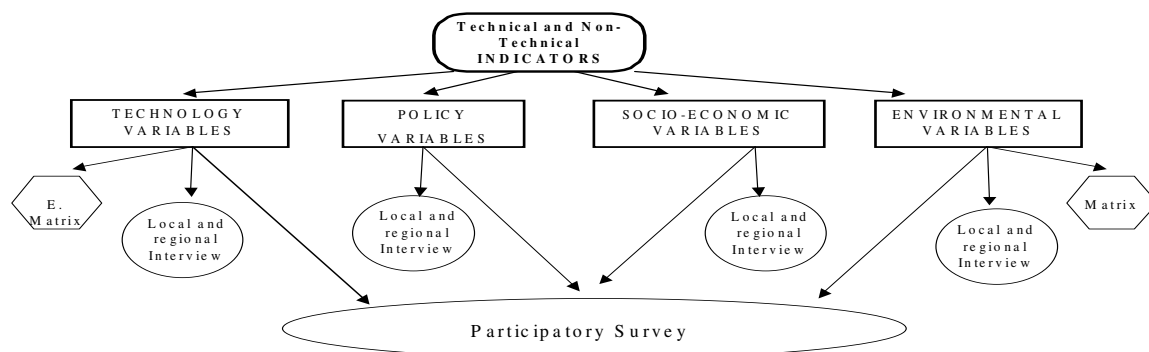 Technical and Non-
Technical
INDICATORS
TECHNOLOGY
VARIABLES
POLICY
VARIABLES
SOCIO-ECONOMIC
VARIABLES
ENVIRONMENTAL
VARIABLES
E.
Matrix
Local and
regional
Interview
Local and
regional
Interview
Local and
regional
Interview
Local and
regional
Interview
Matrix
Participatory Survey